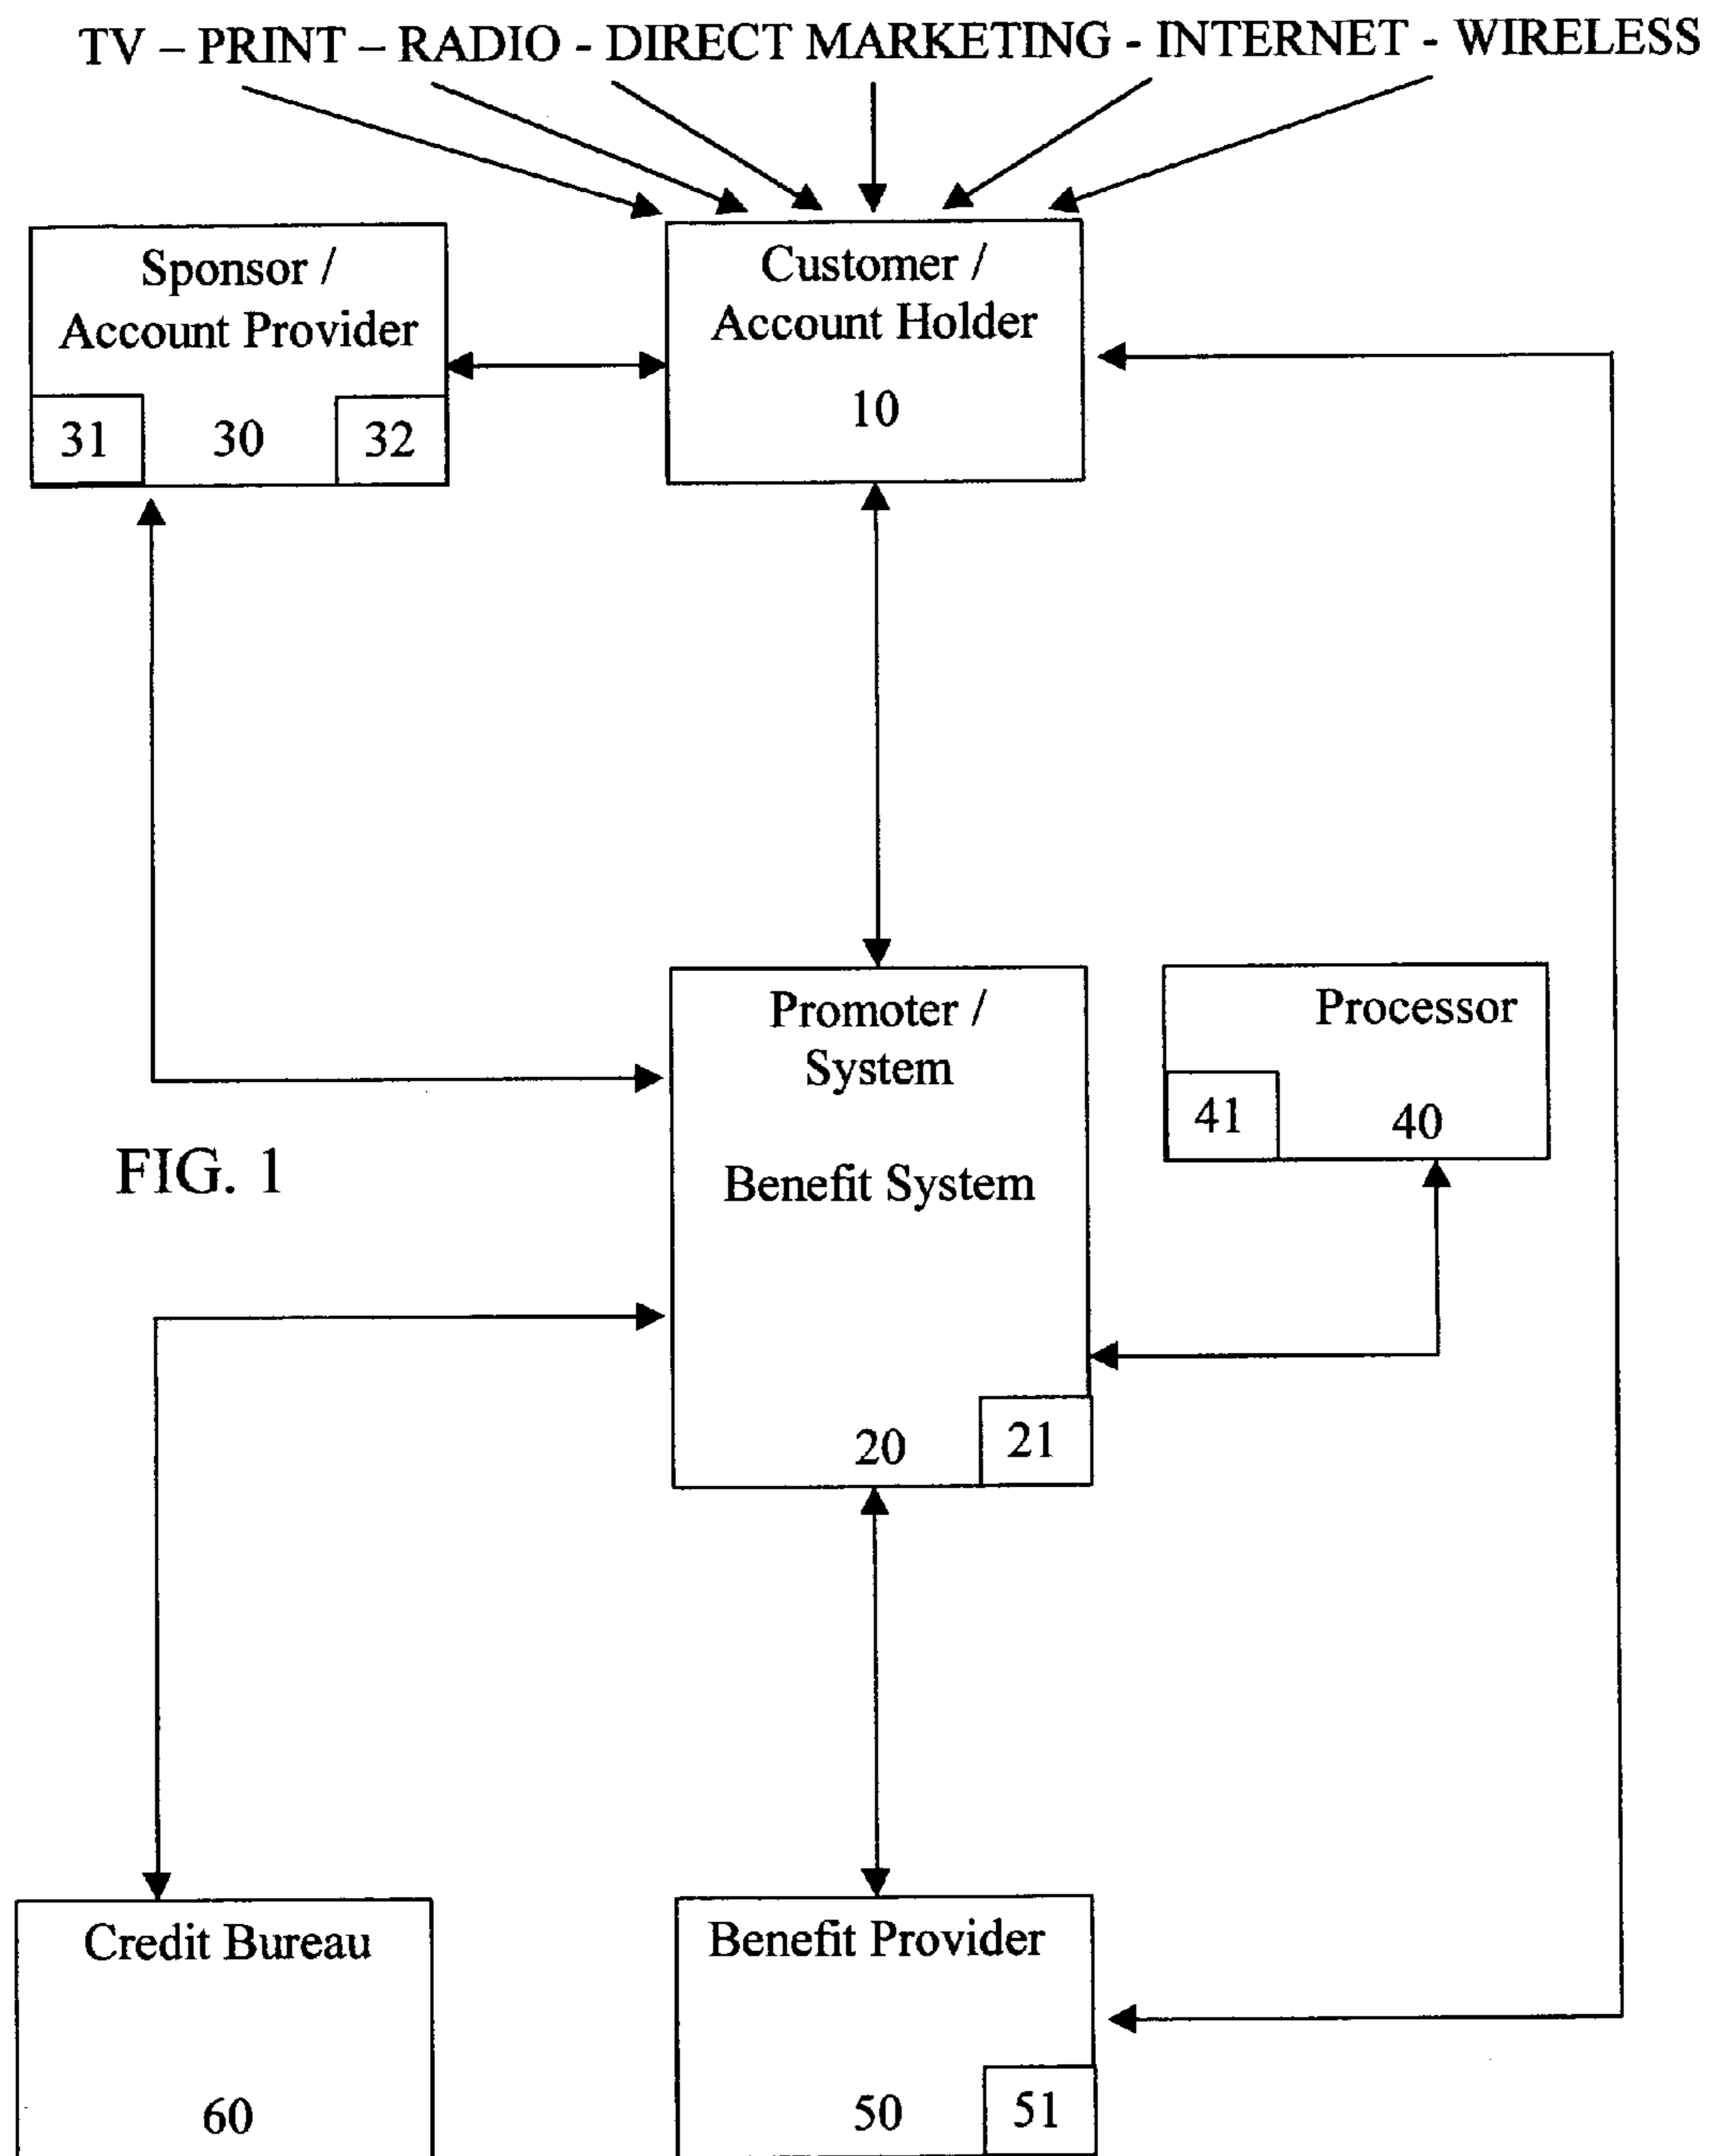 TV – PRINT – RADIO - DIRECT MARKETING - INTERNET - WIRELESS
Sponsor /
Account Provider
31
30
32
Customer /
Account Holder
10
Promoter /
System
Benefit System
20
21
Processor
41
40
FIG. 1
Credit Bureau
60
Benefit Provider
50
51